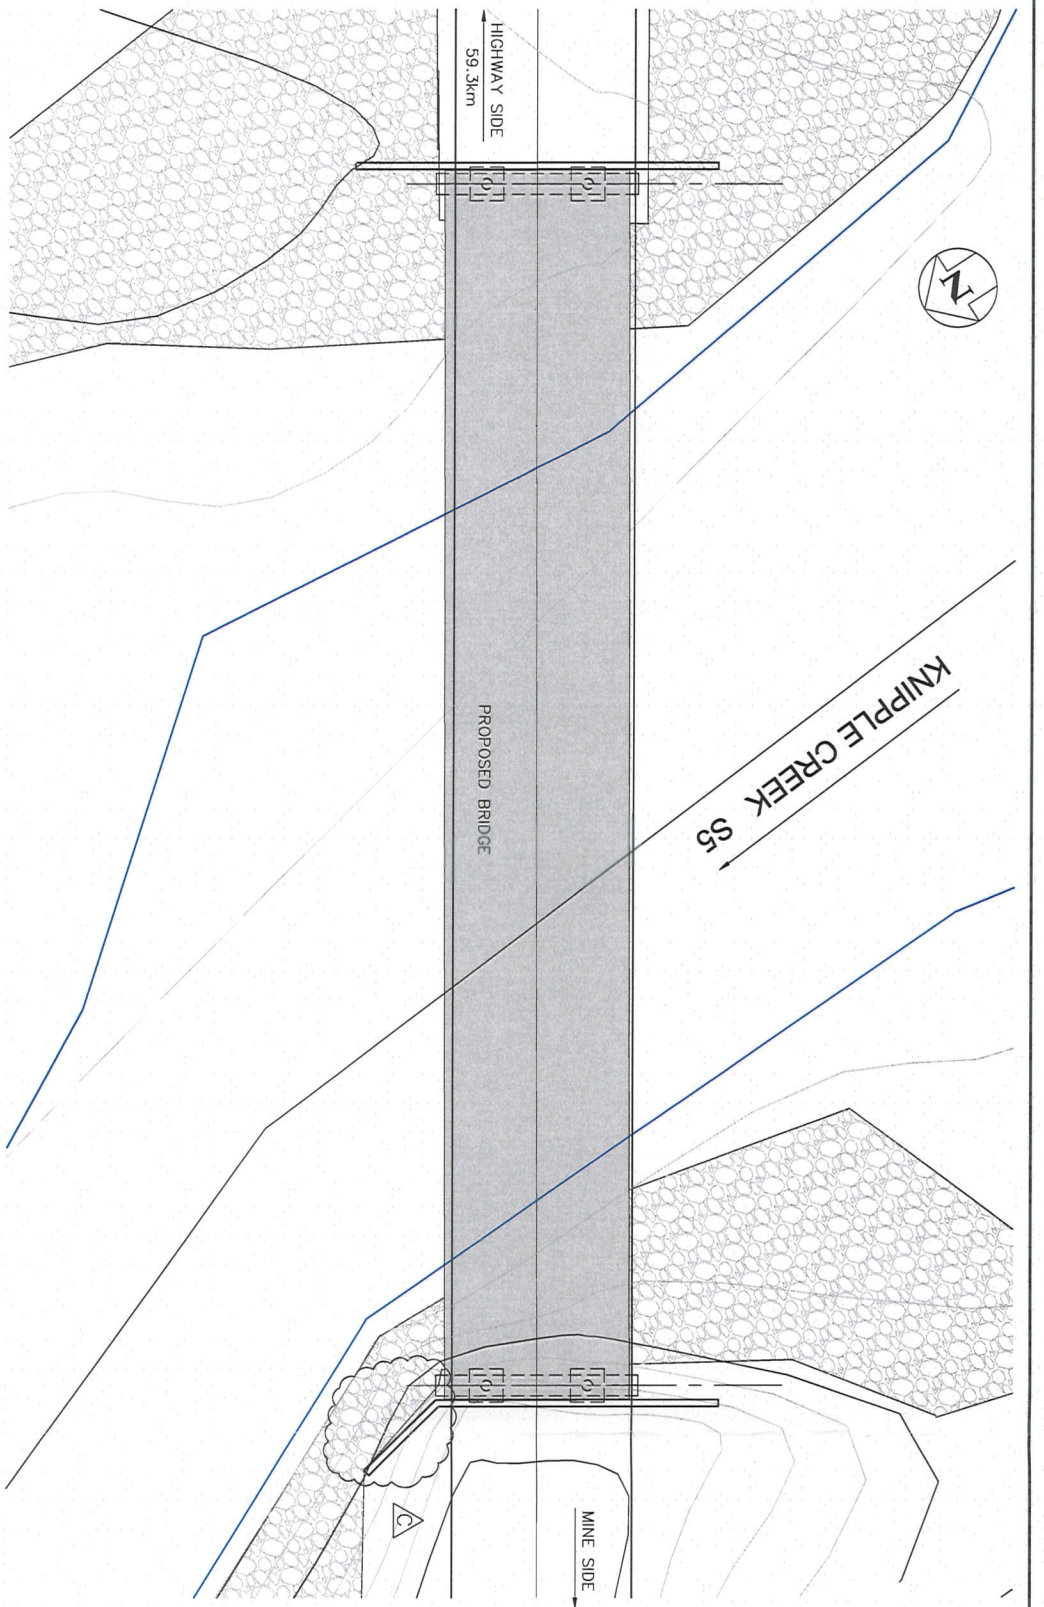 HIGHWAY SIDE
59.3km
N
KNIPPLE CREEK S5
PROPOSED BRIDGE
C
MINE SIDE